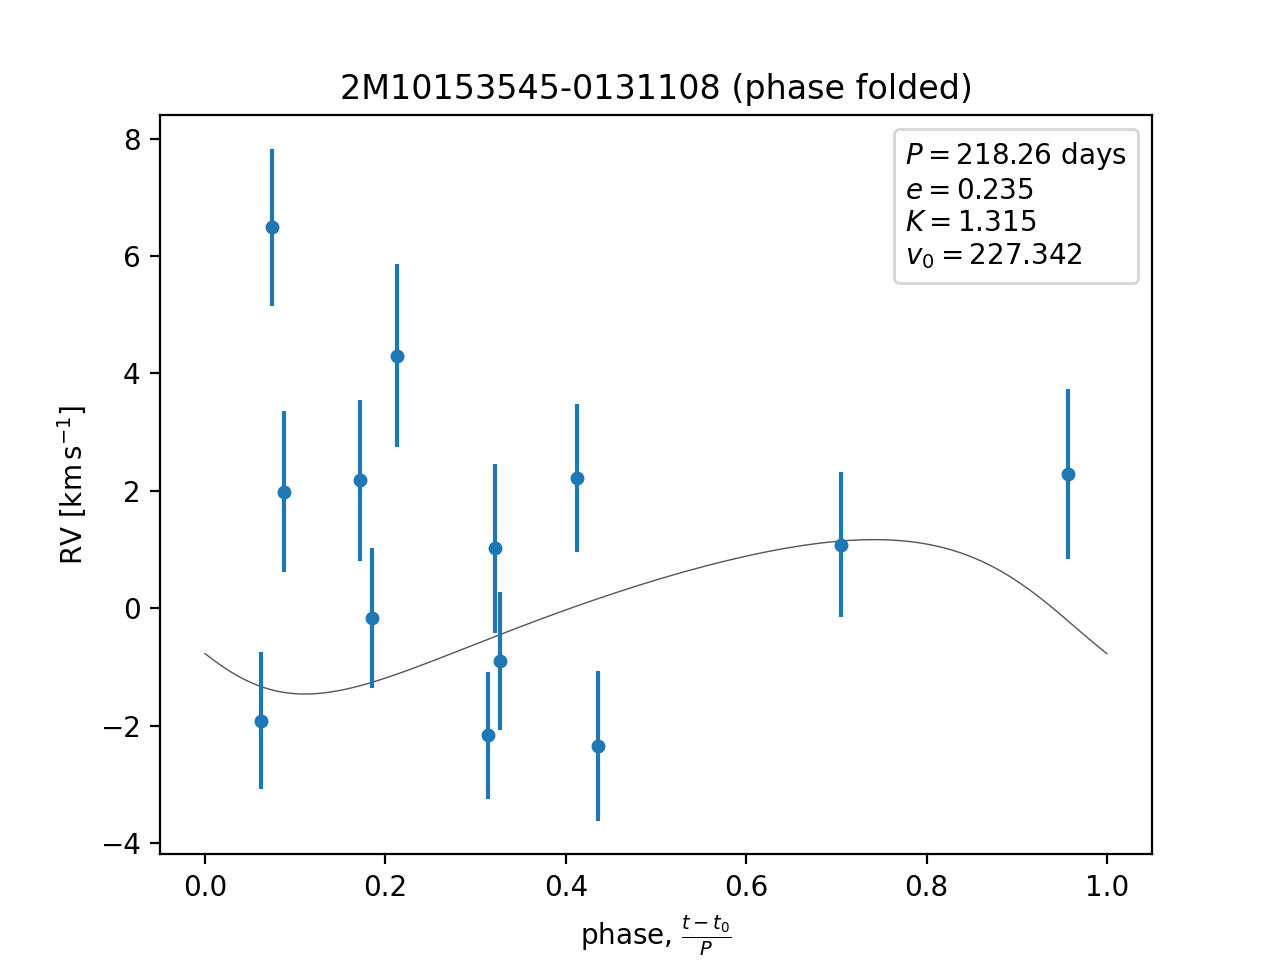 2M10153545-0131108 (phase folded)
P = 218.26 days
e = 0.235
K = 1.315
v₀ = 227.342
RV [km s⁻¹]
8
6
4
2
0
−2
−4
0.0 0.2 0.4 0.6 0.8 1.0
phase, (t − t₀)/P